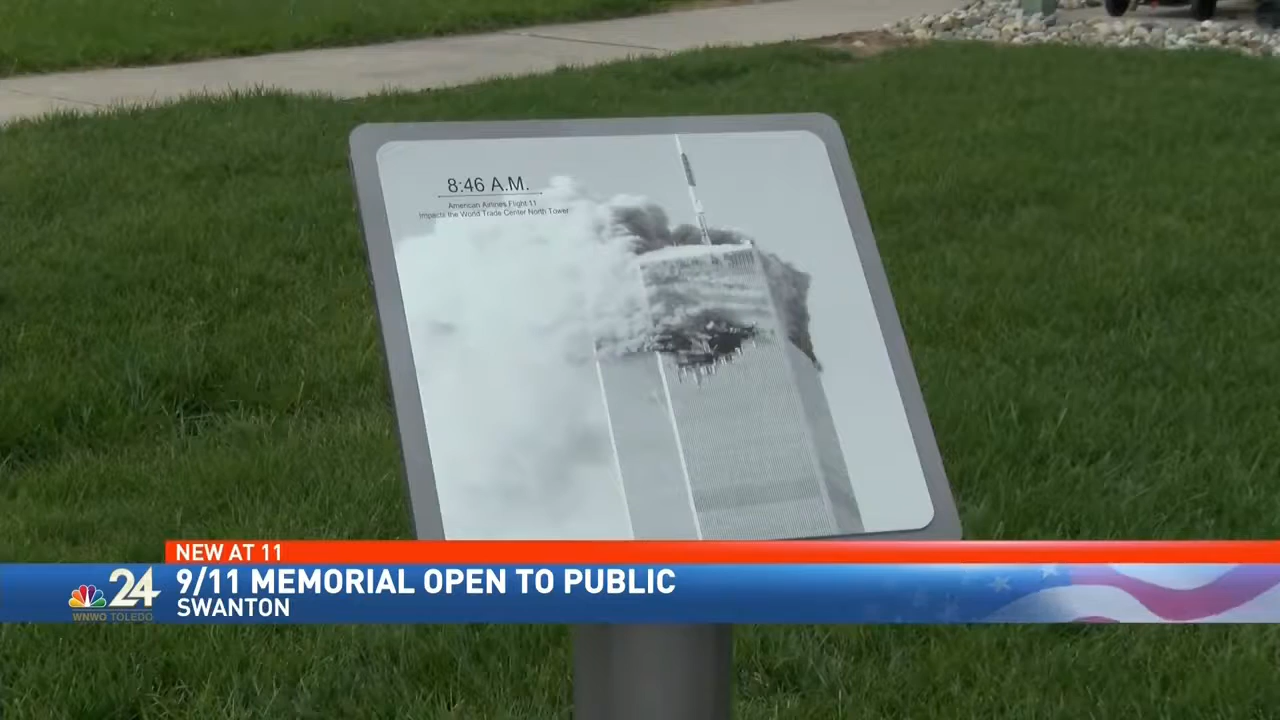 8:46 A.M.
American Airlines Flight 11
Impacts the World Trade Center North Tower
NEW AT 11
24 9/11 MEMORIAL OPEN TO PUBLIC
WNWO TOLEDO SWANTON